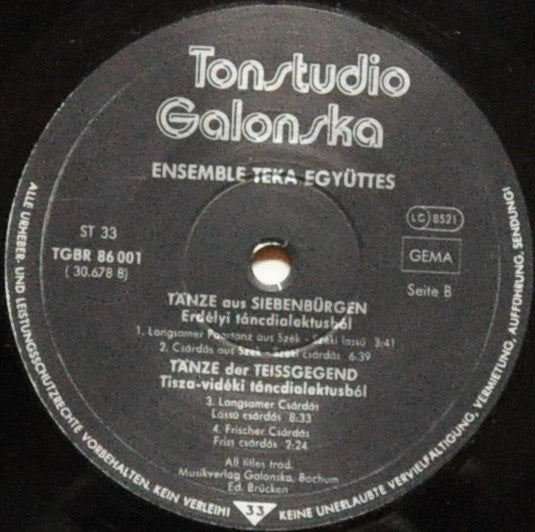 Tonstudio
Galonska
ENSEMBLE TEKA EGYÜTTES
ST 33
TGBR 86 001
( 30.678 B )
LC 8521
GEMA
Seite B
TÄNZE aus SIEBENBÜRGEN
Erdélyi táncdialektusból
1. Langsamer Paartanz aus Szék - Széki lassú 3:41
2. Csárdás aus Szék - Széki csárdás 6:39
TÄNZE der TEISSGEGEND
Tisza-vidéki táncdialektusból
3. Langsamer Csárdás
Lassú csárdás 8:33
4. Frischer Csárdás
Friss csárdás 2:24
All titles trad.
Musikverlag Galonska, Bochum
Ed. Brücken
ALLE URHEBER- UND LEISTUNGSSCHUTZRECHTE VORBEHALTEN. KEIN VERLEIH! 33 KEINE UNERLAUBTE VERVIELFÄLTIGUNG, VERMIETUNG, AUFFÜHRUNG, SENDUNG!